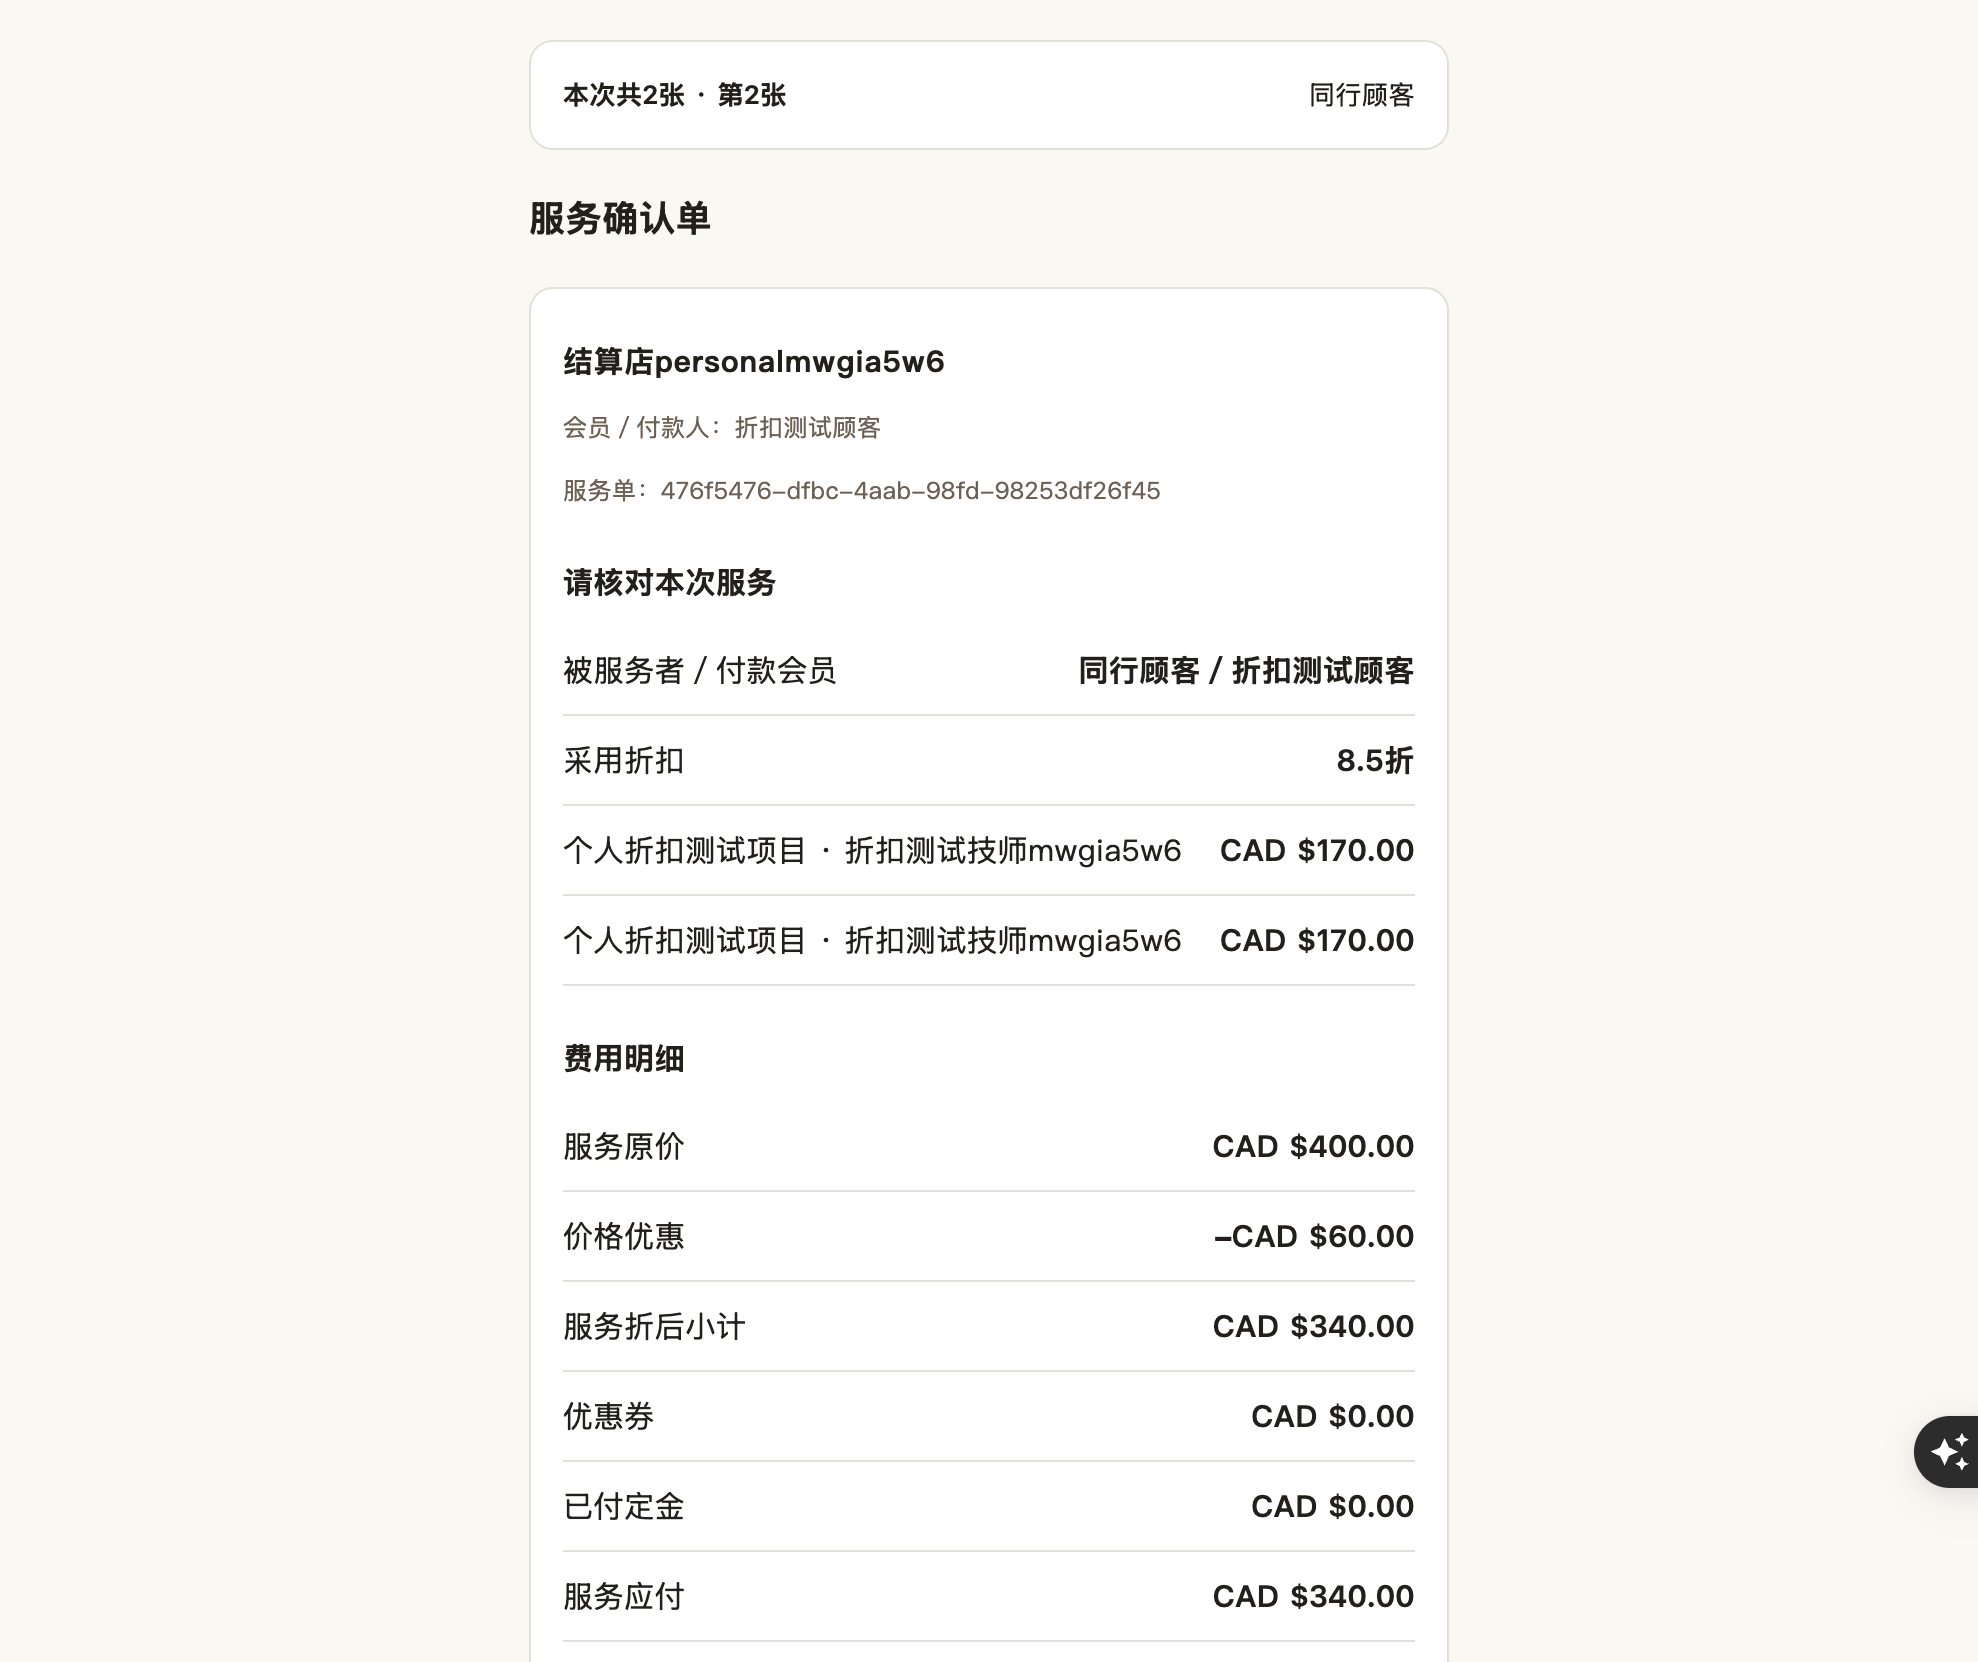 本次共2张 · 第2张 同行顾客
服务确认单
结算店personalmwgia5w6
会员 / 付款人：折扣测试顾客
服务单：476f5476-dfbc-4aab-98fd-98253df26f45
请核对本次服务
被服务者 / 付款会员 同行顾客 / 折扣测试顾客
采用折扣 8.5折
个人折扣测试项目 · 折扣测试技师mwgia5w6 CAD $170.00
个人折扣测试项目 · 折扣测试技师mwgia5w6 CAD $170.00
费用明细
服务原价 CAD $400.00
价格优惠 -CAD $60.00
服务折后小计 CAD $340.00
优惠券 CAD $0.00
已付定金 CAD $0.00
服务应付 CAD $340.00